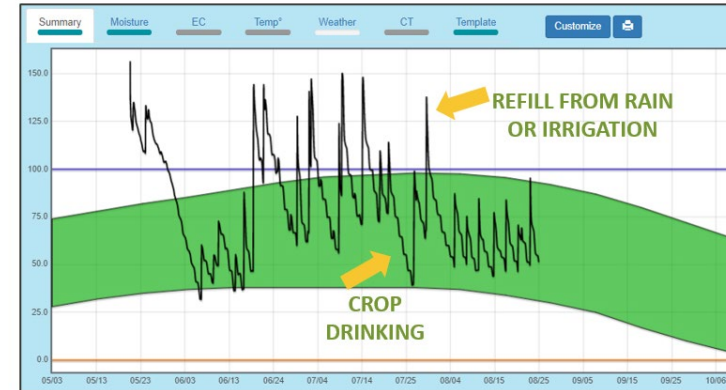 Summary Moisture EC Temp° Weather CT Template Customize
150.0
125.0
100.0
75.0
50.0
25.0
0.0
REFILL FROM RAIN
OR IRRIGATION
CROP
DRINKING
05/03 05/13 05/23 06/03 06/13 06/24 07/04 07/14 07/25 08/04 08/15 08/25 09/05 09/15 09/25 10/06